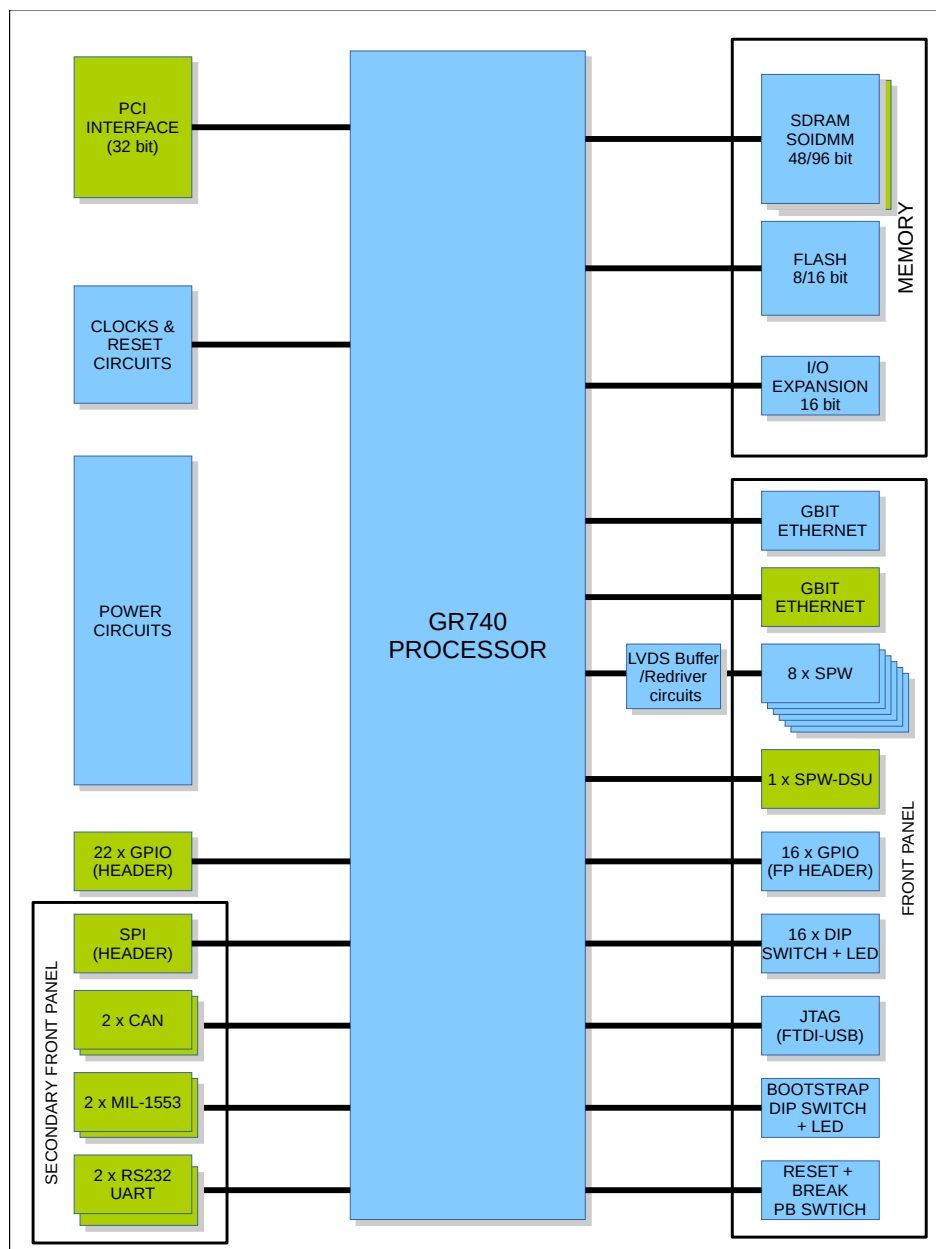 PCI
INTERFACE
(32 bit)
CLOCKS &
RESET
CIRCUITS
POWER
CIRCUITS
22 x GPIO
(HEADER)
SECONDARY FRONT PANEL
SPI
(HEADER)
2 x CAN
2 x MIL-1553
2 x RS232
UART
GR740
PROCESSOR
MEMORY
SDRAM
SOIDMM
48/96 bit
FLASH
8/16 bit
I/O
EXPANSION
16 bit
FRONT PANEL
GBIT
ETHERNET
GBIT
ETHERNET
LVDS Buffer
/Redriver
circuits
8 x SPW
1 x SPW-DSU
16 x GPIO
(FP HEADER)
16 x DIP
SWITCH + LED
JTAG
(FTDI-USB)
BOOTSTRAP
DIP SWITCH
+ LED
RESET +
BREAK
PB SWTICH